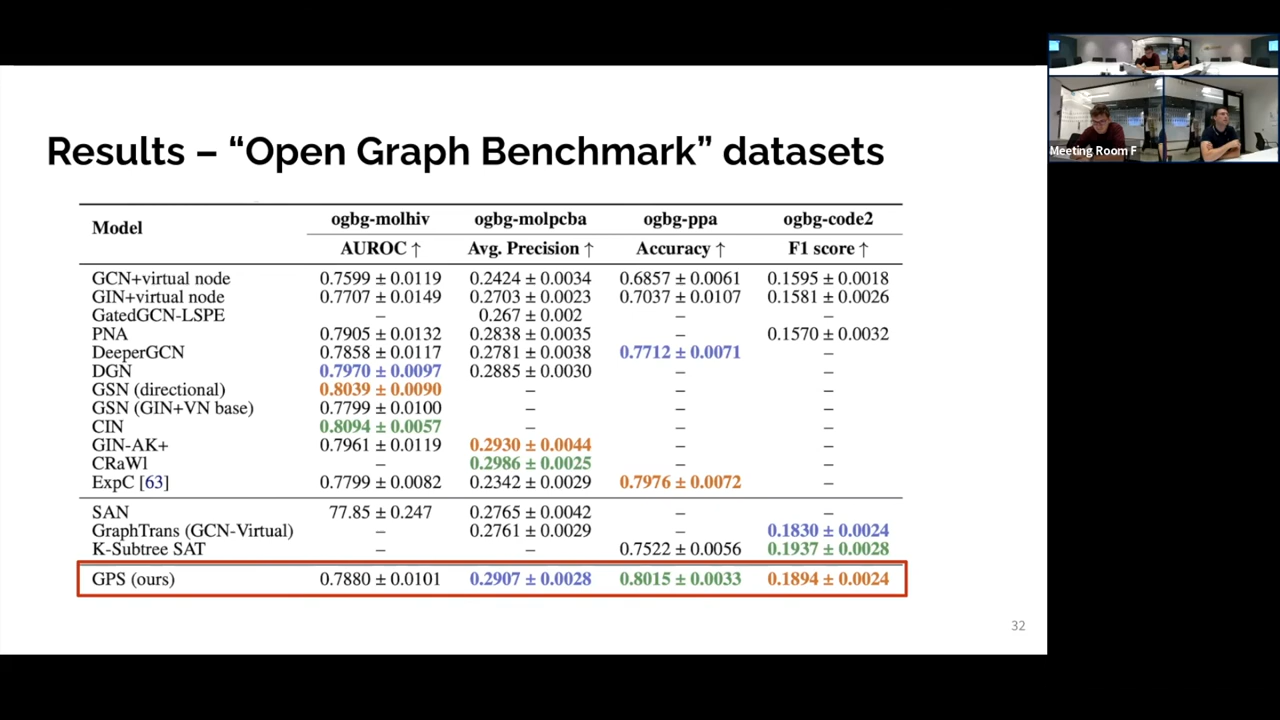 Results – “Open Graph Benchmark” datasets
Model ogbg-molhiv ogbg-molpcba ogbg-ppa ogbg-code2
AUROC ↑ Avg. Precision ↑ Accuracy ↑ F1 score ↑
GCN+virtual node 0.7599 ± 0.0119 0.2424 ± 0.0034 0.6857 ± 0.0061 0.1595 ± 0.0018
GIN+virtual node 0.7707 ± 0.0149 0.2703 ± 0.0023 0.7037 ± 0.0107 0.1581 ± 0.0026
GatedGCN-LSPE – 0.267 ± 0.002 – –
PNA 0.7905 ± 0.0132 0.2838 ± 0.0035 – 0.1570 ± 0.0032
DeeperGCN 0.7858 ± 0.0117 0.2781 ± 0.0038 0.7712 ± 0.0071 –
DGN 0.7970 ± 0.0097 0.2885 ± 0.0030 – –
GSN (directional) 0.8039 ± 0.0090 – – –
GSN (GIN+VN base) 0.7799 ± 0.0100 – – –
CIN 0.8094 ± 0.0057 – – –
GIN-AK+ 0.7961 ± 0.0119 0.2930 ± 0.0044 – –
CRaWl – 0.2986 ± 0.0025 – –
ExpC [63] 0.7799 ± 0.0082 0.2342 ± 0.0029 0.7976 ± 0.0072 –
SAN 77.85 ± 0.247 0.2765 ± 0.0042 – –
GraphTrans (GCN-Virtual) – 0.2761 ± 0.0029 – 0.1830 ± 0.0024
K-Subtree SAT – – 0.7522 ± 0.0056 0.1937 ± 0.0028
GPS (ours) 0.7880 ± 0.0101 0.2907 ± 0.0028 0.8015 ± 0.0033 0.1894 ± 0.0024
32
Meeting Room F